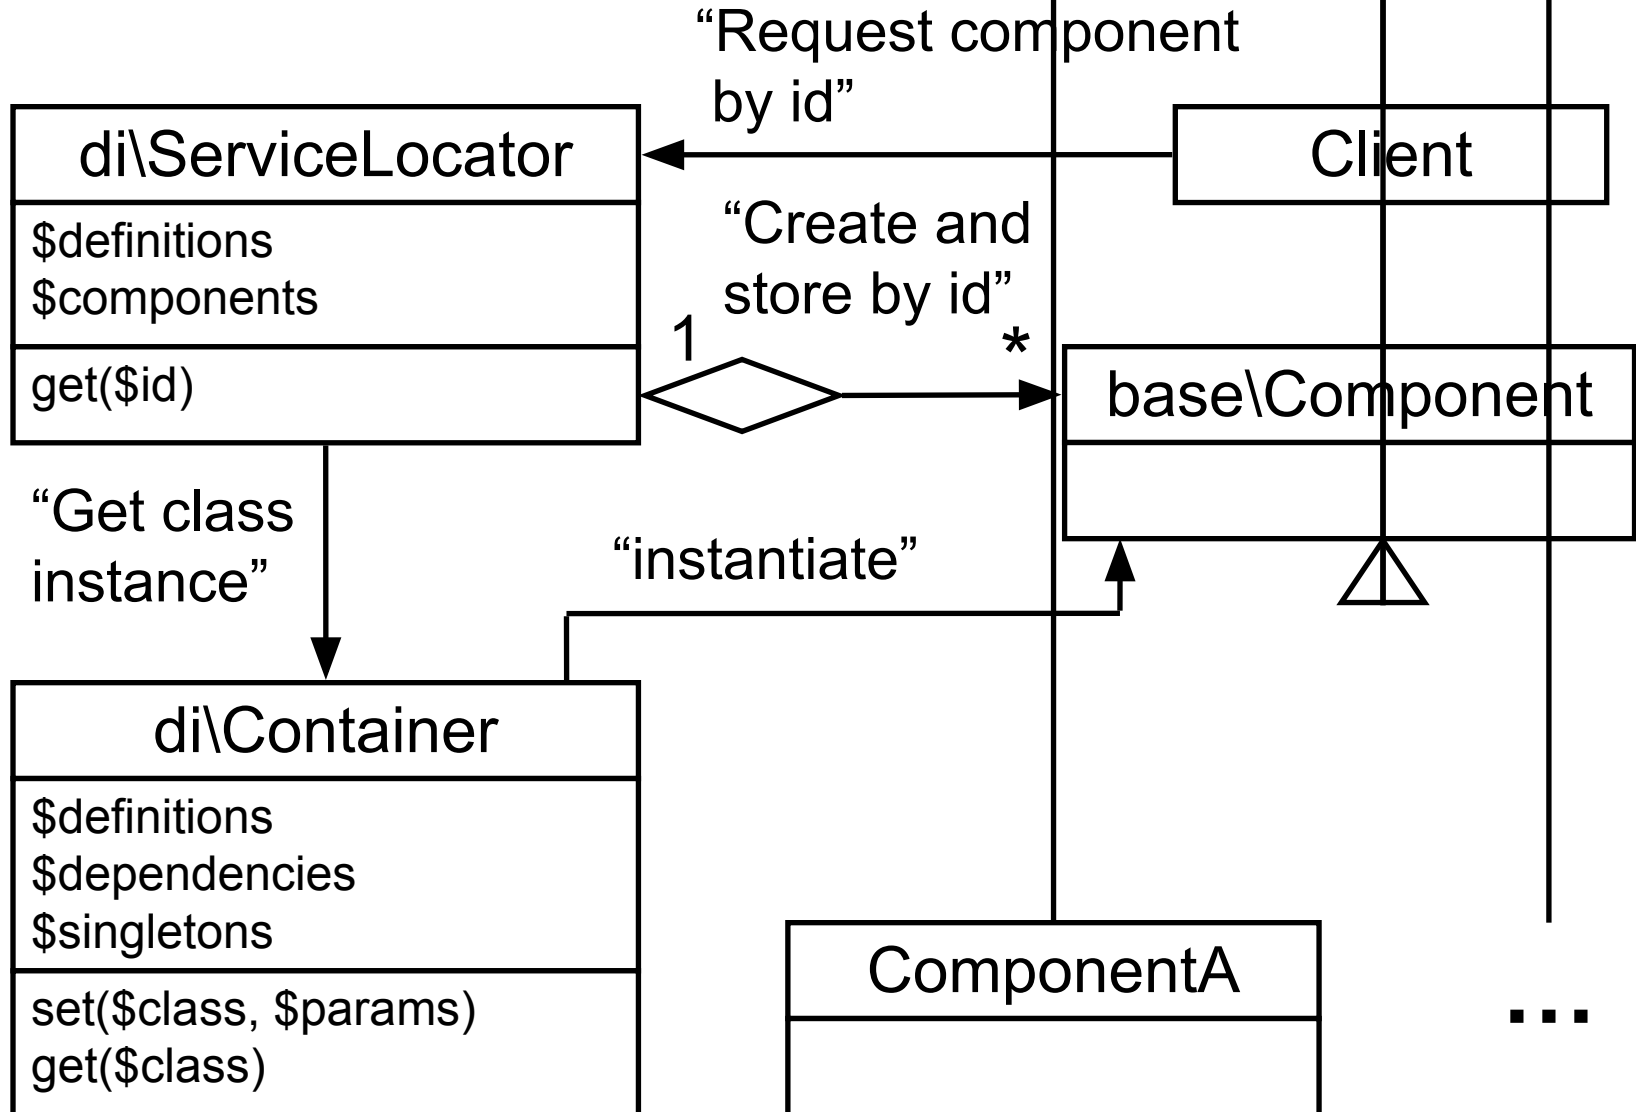 “Request component
by id”
di\ServiceLocator
Client
$definitions
$components
“Create and
store by id”
1
*
get($id)
base\Component
“Get class
instance”
“instantiate”
di\Container
$definitions
$dependencies
$singletons
ComponentA
...
set($class, $params)
get($class)